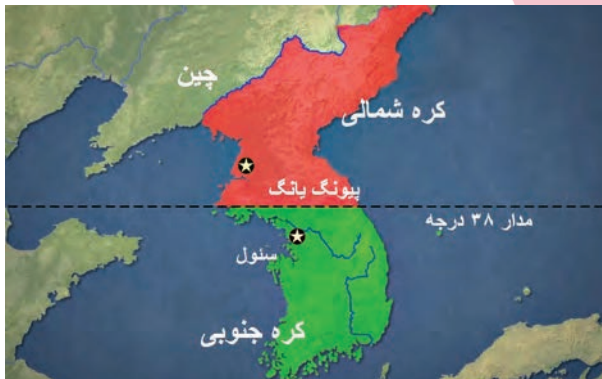 چین
کره شمالی
پیونگ یانگ
مدار ۳۸ درجه
سئول
کره جنوبی